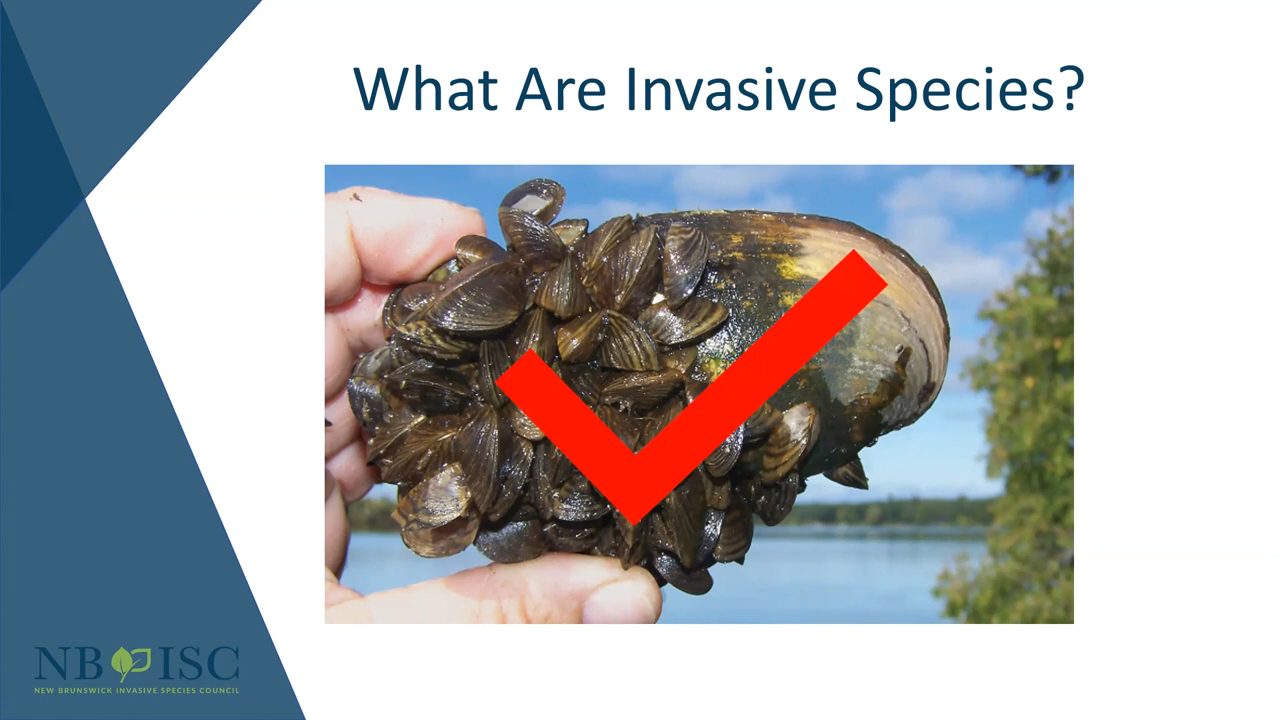 What Are Invasive Species?
NB ISC
NEW BRUNSWICK INVASIVE SPECIES COUNCIL